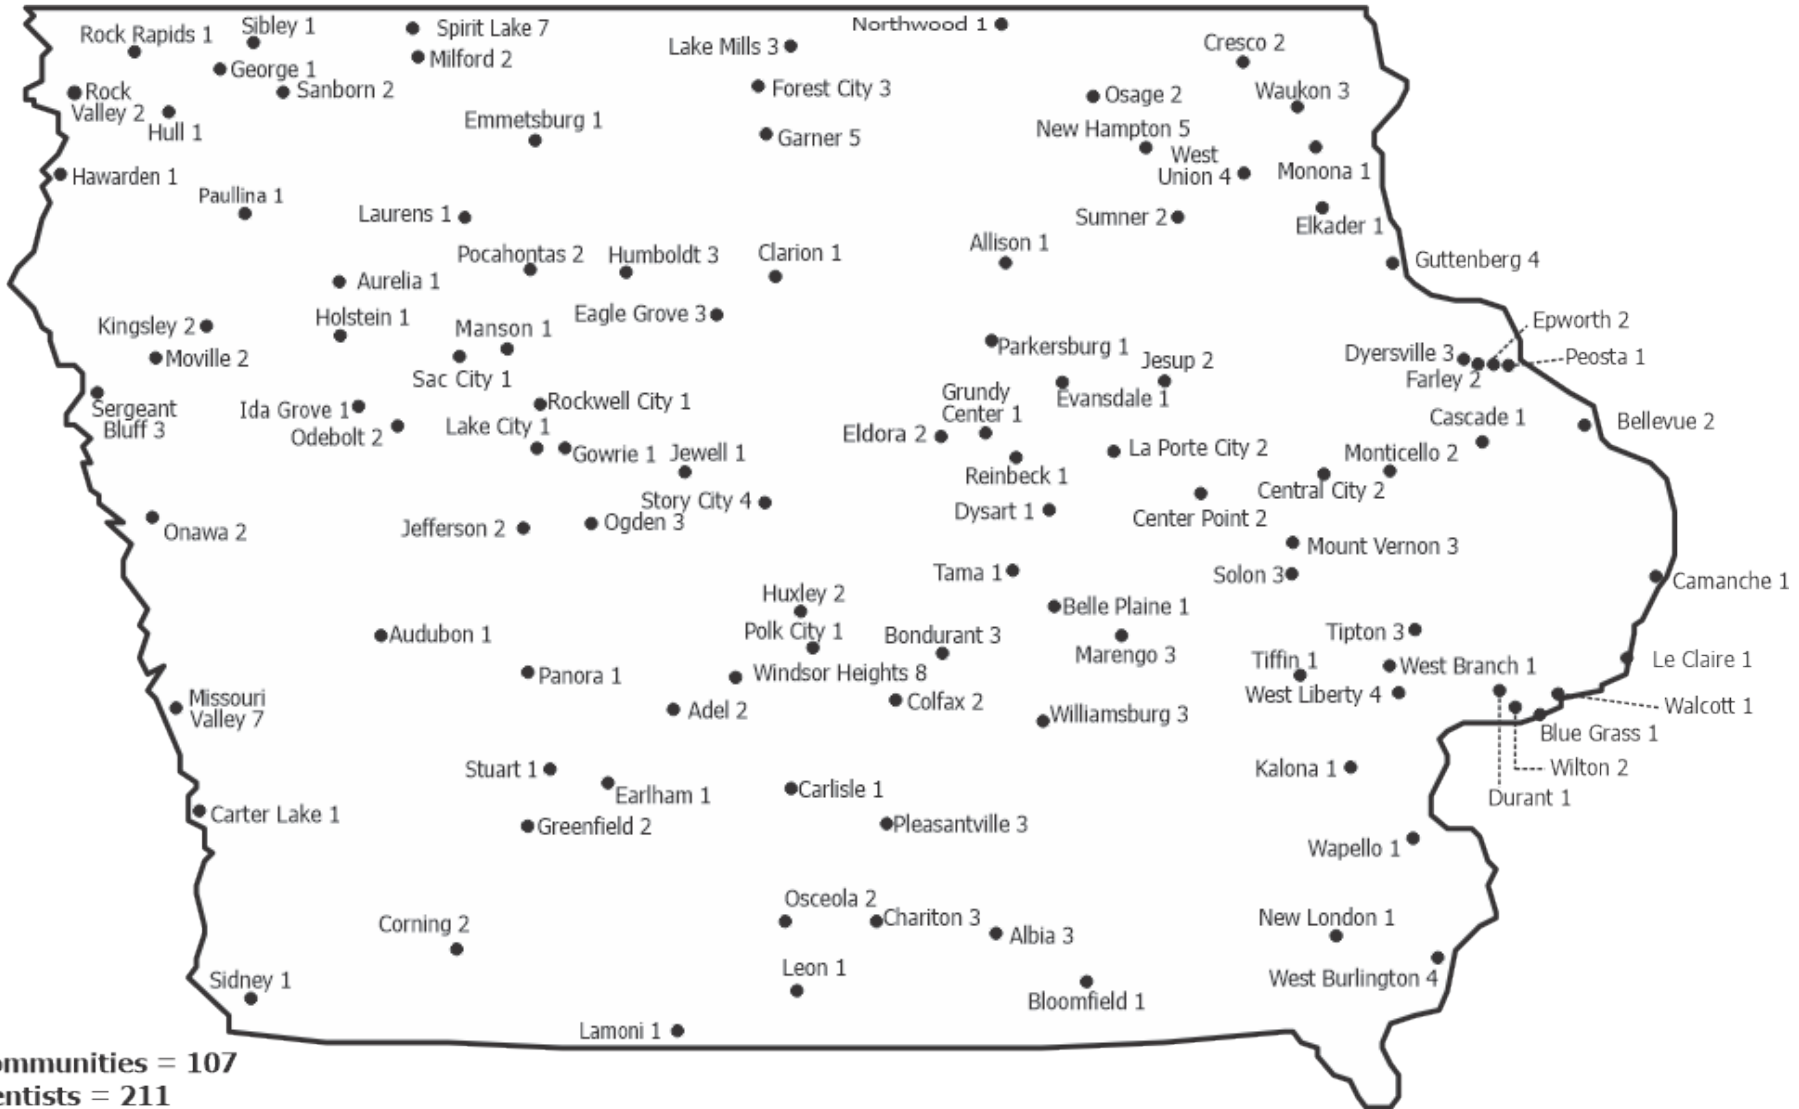 Rock Rapids 1
Sibley 1
Spirit Lake 7
Milford 2
Lake Mills 3
Northwood 1
Cresco 2
George 1
Sanborn 2
Rock
Valley 2
Hull 1
Forest City 3
Osage 2
Waukon 3
Emmetsburg 1
Garner 5
New Hampton 5
West
Union 4
Monona 1
Hawarden 1
Paullina 1
Laurens 1
Sumner 2
Elkader 1
Pocahontas 2
Humboldt 3
Clarion 1
Allison 1
Guttenberg 4
Aurelia 1
Kingsley 2
Holstein 1
Manson 1
Eagle Grove 3
Epworth 2
Moville 2
Sac City 1
Parkersburg 1
Jesup 2
Dyersville 3
Peosta 1
Farley 2
Sergeant
Bluff 3
Ida Grove 1
Odebolt 2
Rockwell City 1
Lake City 1
Gowrie 1
Jewell 1
Grundy
Center 1
Evansdale 1
Eldora 2
Cascade 1
Bellevue 2
La Porte City 2
Monticello 2
Reinbeck 1
Central City 2
Story City 4
Dysart 1
Center Point 2
Onawa 2
Jefferson 2
Ogden 3
Mount Vernon 3
Tama 1
Solon 3
Camanche 1
Huxley 2
Belle Plaine 1
Audubon 1
Polk City 1
Bondurant 3
Marengo 3
Tipton 3
Panora 1
Windsor Heights 8
Tiffin 1
West Branch 1
Le Claire 1
Missouri
Valley 7
Adel 2
Colfax 2
Williamsburg 3
West Liberty 4
Walcott 1
Blue Grass 1
Stuart 1
Earlham 1
Carlisle 1
Kalona 1
Wilton 2
Durant 1
Carter Lake 1
Greenfield 2
Pleasantville 3
Wapello 1
Corning 2
Osceola 2
Chariton 3
Albia 3
New London 1
Sidney 1
Leon 1
Bloomfield 1
West Burlington 4
Lamoni 1
ommunities = 107
entists = 211